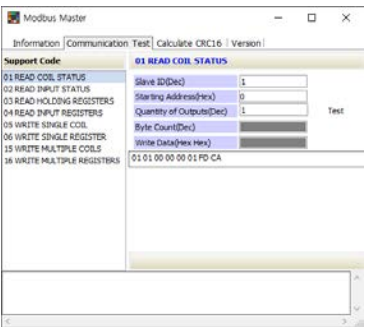 Modbus Master
Information Communication Test Calculate CRC16 Version
Support Code
01 READ COIL STATUS
02 READ INPUT STATUS
03 READ HOLDING REGISTERS
04 READ INPUT REGISTERS
05 WRITE SINGLE COIL
06 WRITE SINGLE REGISTER
15 WRITE MULTIPLE COILS
16 WRITE MULTIPLE REGISTERS
01 READ COIL STATUS
Slave ID(Dec) 1
Starting Address(Hex) 0
Quantity of Outputs(Dec) 1
Test
Byte Count(Dec)
Write Data(Hex Hex)
01 01 00 00 00 01 FD CA